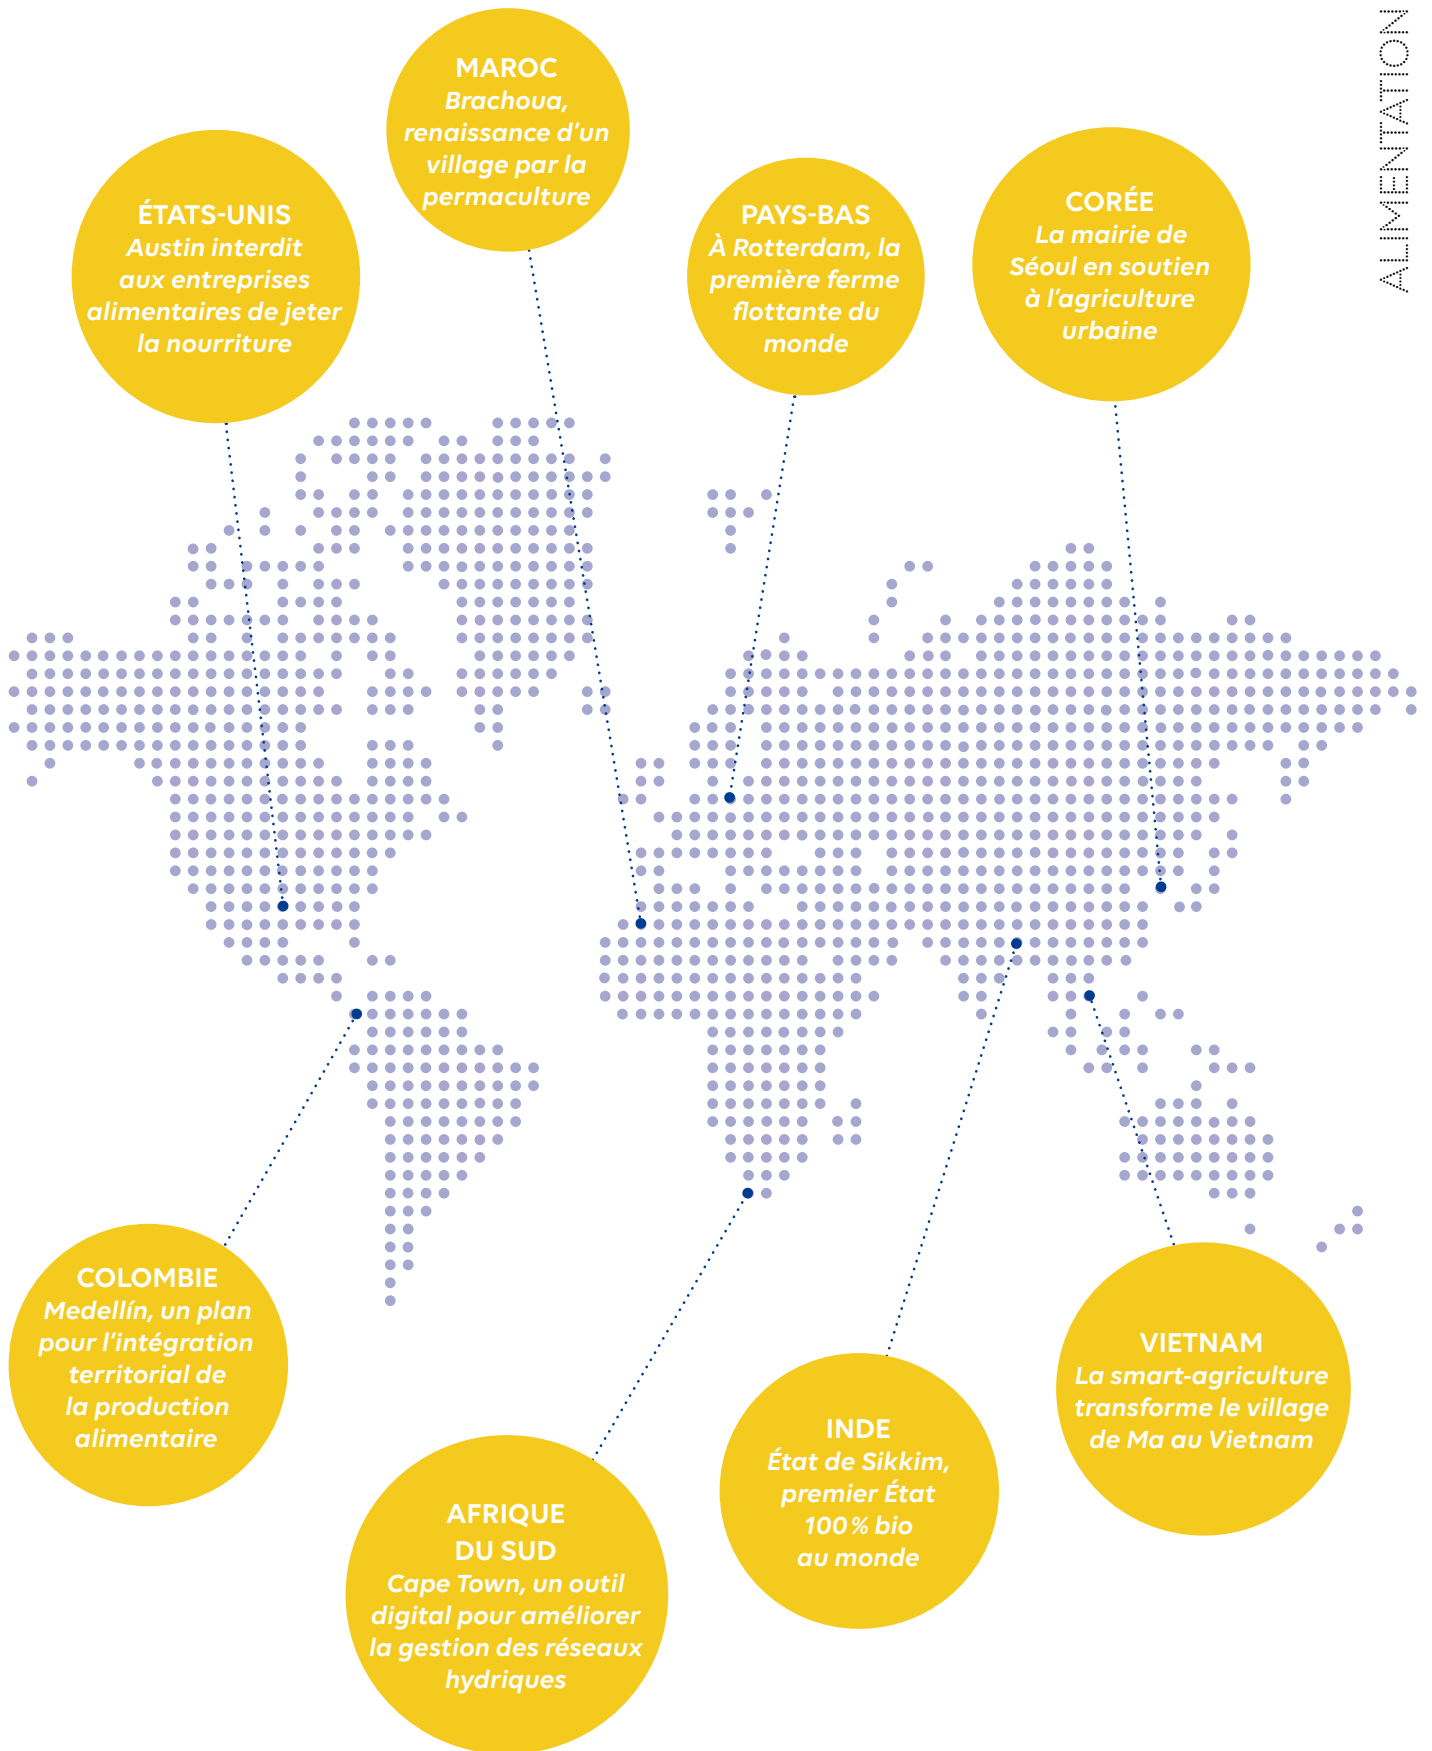 ALIMENTATION
MAROC
Brachoua,
renaissance d'un
village par la
permaculture
ÉTATS-UNIS
Austin interdit
aux entreprises
alimentaires de jeter
la nourriture
PAYS-BAS
À Rotterdam, la
première ferme
flottante du
monde
CORÉE
La mairie de
Séoul en soutien
à l'agriculture
urbaine
COLOMBIE
Medellín, un plan
pour l'intégration
territorial de
la production
alimentaire
AFRIQUE
DU SUD
Cape Town, un outil
digital pour améliorer
la gestion des réseaux
hydriques
INDE
État de Sikkim,
premier État
100 % bio
au monde
VIETNAM
La smart-agriculture
transforme le village
de Ma au Vietnam